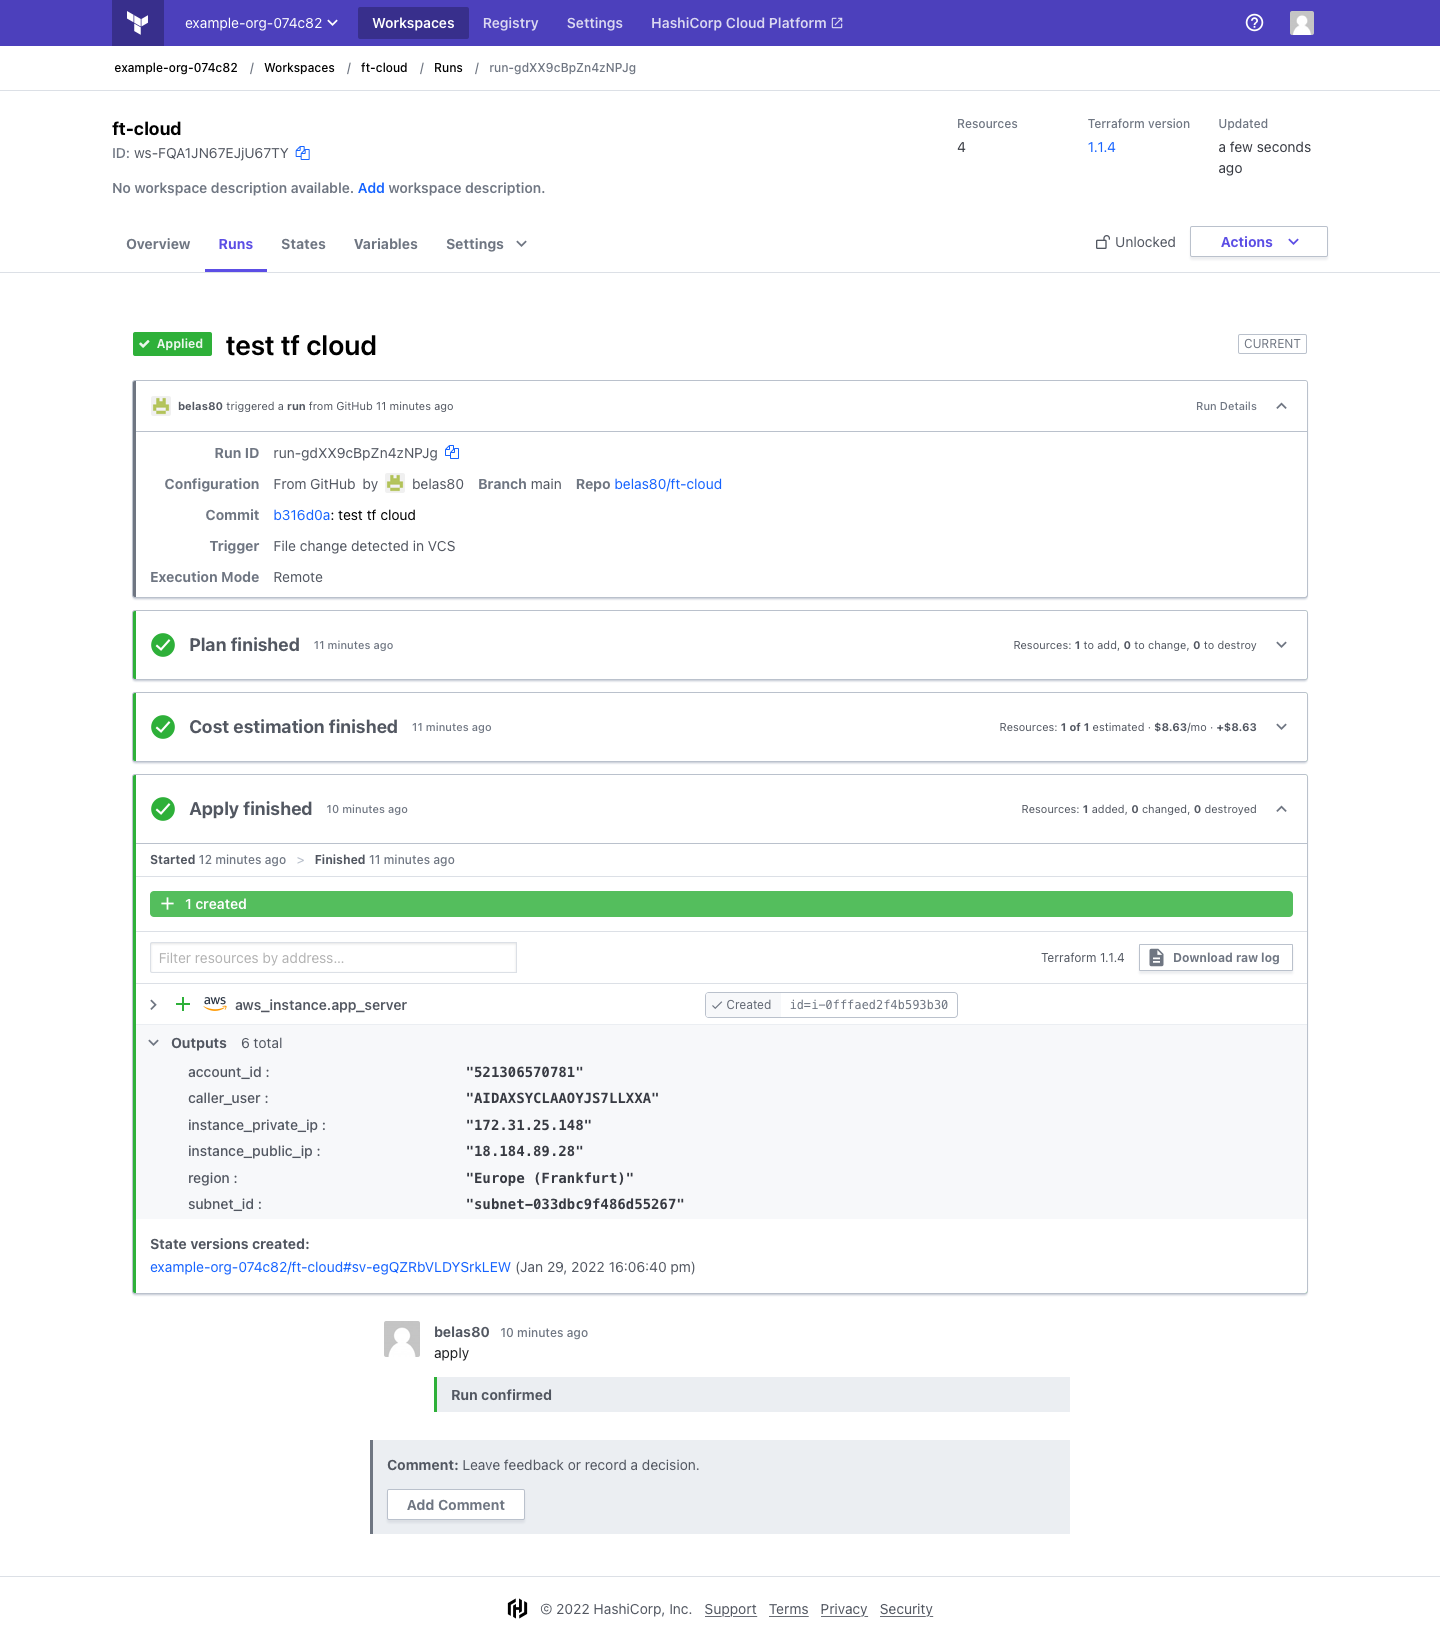 example-org-074c82 Workspaces Registry Settings HashiCorp Cloud Platform
example-org-074c82 / Workspaces / ft-cloud / Runs / run-gdXX9cBpZn4zNPJg
ft-cloud
ID: ws-FQA1JN67EJjU67TY
No workspace description available. Add workspace description.
Resources
4
Terraform version
1.1.4
Updated
a few seconds
ago
Overview Runs States Variables Settings
Unlocked Actions
Applied test tf cloud CURRENT
belas80 triggered a run from GitHub 11 minutes ago Run Details
Run ID run-gdXX9cBpZn4zNPJg
Configuration From GitHub by belas80 Branch main Repo belas80/ft-cloud
Commit b316d0a: test tf cloud
Trigger File change detected in VCS
Execution Mode Remote
Plan finished 11 minutes ago Resources: 1 to add, 0 to change, 0 to destroy
Cost estimation finished 11 minutes ago Resources: 1 of 1 estimated · $8.63/mo · +$8.63
Apply finished 10 minutes ago Resources: 1 added, 0 changed, 0 destroyed
Started 12 minutes ago > Finished 11 minutes ago
+ 1 created
Filter resources by address... Terraform 1.1.4 Download raw log
+ aws aws_instance.app_server Created id=i-0fffaed2f4b593b30
Outputs 6 total
account_id : "521306570781"
caller_user : "AIDAXSYCLAAOYJS7LLXXA"
instance_private_ip : "172.31.25.148"
instance_public_ip : "18.184.89.28"
region : "Europe (Frankfurt)"
subnet_id : "subnet-033dbc9f486d55267"
State versions created:
example-org-074c82/ft-cloud#sv-egQZRbVLDYSrkLEW (Jan 29, 2022 16:06:40 pm)
belas80 10 minutes ago
apply
Run confirmed
Comment: Leave feedback or record a decision.
Add Comment
© 2022 HashiCorp, Inc. Support Terms Privacy Security